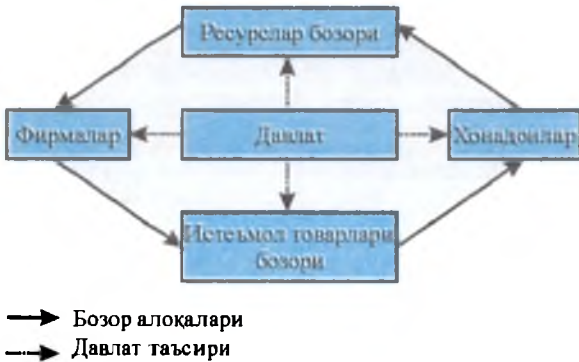 Ресурслар бозори
Фирмалар
Давлат
Хонадонлар
Истеъмол товарлари
бозори
Бозор алоқалари
Давлат таъсири